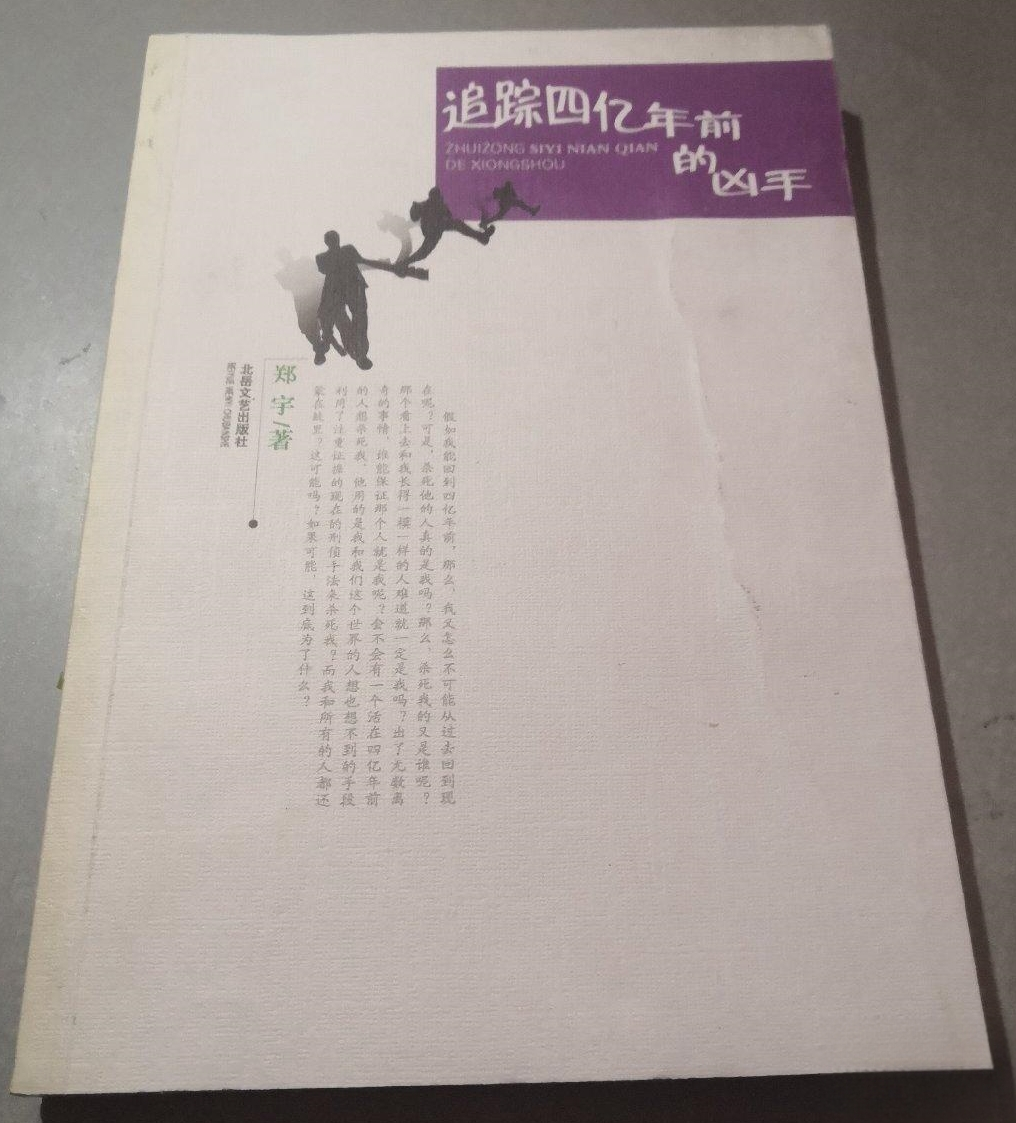 追踪四亿年前
的凶手
ZHUIZONG SIYI NIAN QIAN
DE XIONGSHOU
假如我能回到四亿年前，那么，我又怎么不可能从过去回到现
在呢？可是，杀死他的人真的是我吗？那么，杀死我的又是谁呢？
那个看上去和我长得一模一样的人难道就一定是我吗？出了无数离
奇的事情，谁能保证那个人就是我呢？会不会有一个活在四亿年前
的人想杀死我，他用的是我和我们这个世界的人想也想不到的手段
利用了注重证据的现在的刑侦手法来杀死我？而我和所有的人都还
蒙在鼓里？这可能吗？如果可能，这到底为了什么？
郑宇/著
北岳文艺出版社